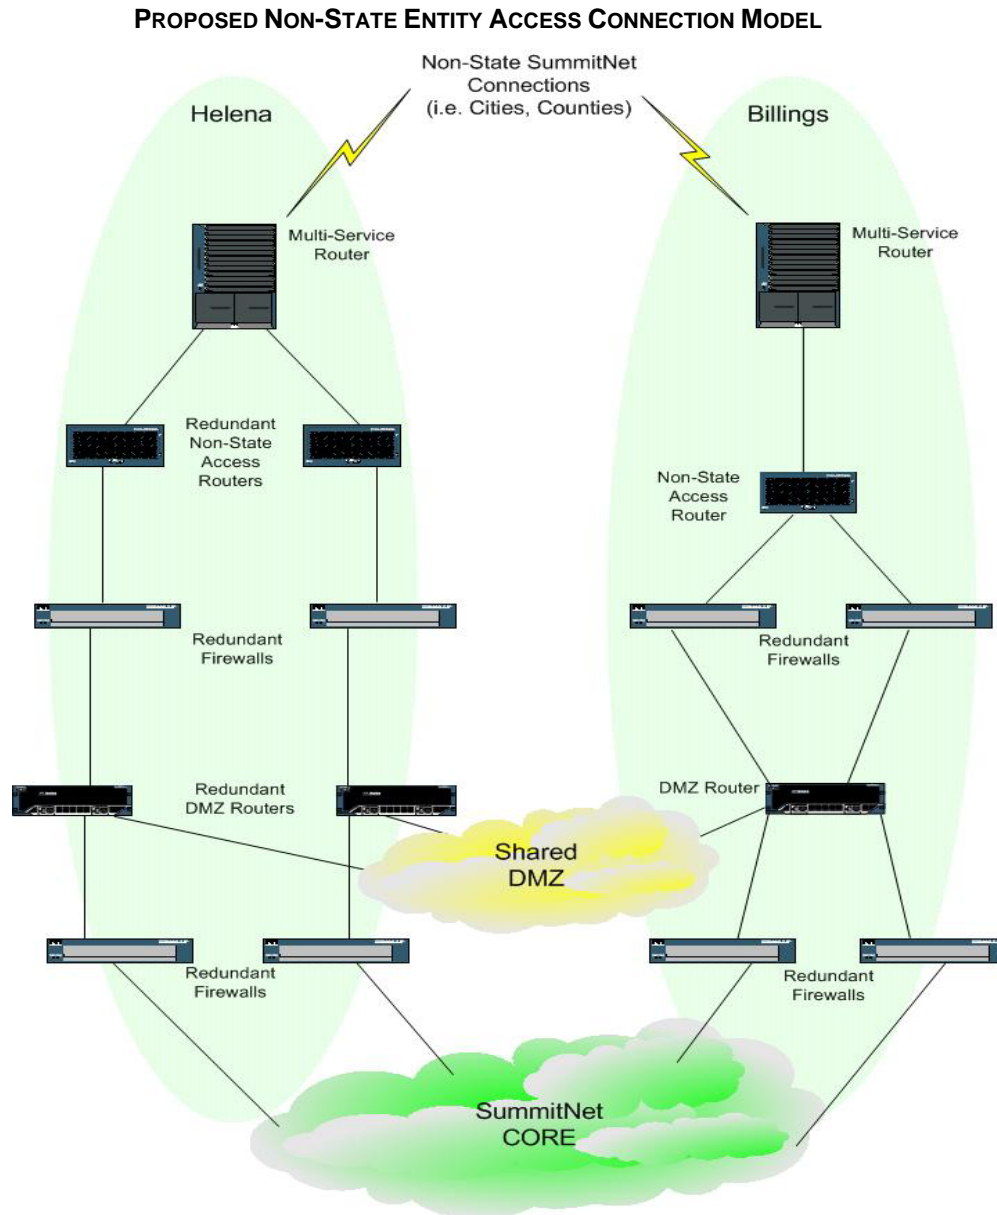 PROPOSED NON-STATE ENTITY ACCESS CONNECTION MODEL
Non-State SummitNet
Connections
(i.e. Cities, Counties)
Helena
Billings
Multi-Service
Router
Multi-Service
Router
Redundant
Non-State
Access
Routers
Non-State
Access
Router
Redundant
Firewalls
Redundant
Firewalls
Redundant
DMZ Routers
DMZ Router
Shared
DMZ
Redundant
Firewalls
Redundant
Firewalls
SummitNet
CORE